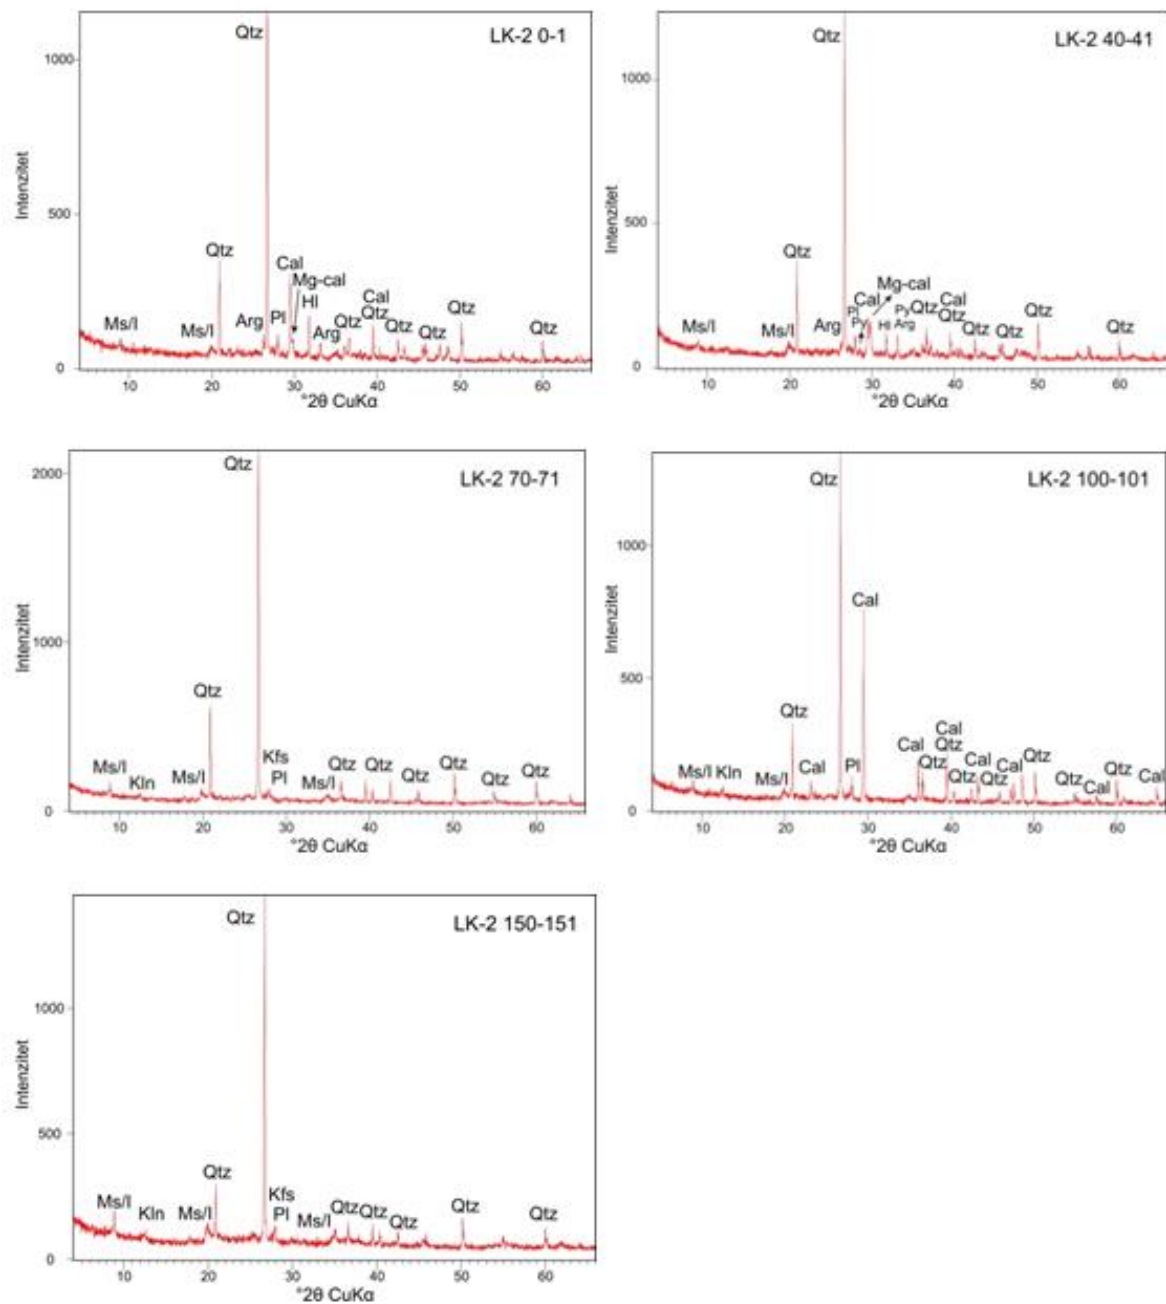 LK-2 0-1
Qtz
1000
Intenzitet
500
Qtz
Cal
Mg-cal
Hl
Cal
Ms/I
Ms/I
Arg
Pl
Arg
Qtz
Qtz
Qtz
Qtz
Qtz
Qtz
0
10
20
30
40
50
60
°2θ CuKα
LK-2 40-41
Qtz
1000
Intenzitet
500
Qtz
Mg-cal
Pl
Cal
Py
Cal
Ms/I
Ms/I
Arg
Py
Hl
Arg
Qtz
Qtz
Qtz
Qtz
Qtz
Qtz
0
10
20
30
40
50
60
°2θ CuKα
LK-2 70-71
Qtz
2000
Intenzitet
1000
Qtz
Ms/I
Kln
Ms/I
Kfs
Pl
Ms/I
Qtz
Qtz
Qtz
Qtz
Qtz
Qtz
0
10
20
30
40
50
60
°2θ CuKα
LK-2 100-101
Qtz
1000
Intenzitet
500
Cal
Qtz
Ms/I
Kln
Ms/I
Cal
Pl
Cal
Qtz
Cal
Qtz
Qtz
Cal
Qtz
Cal
Qtz
Qtz
Cal
Qtz
Cal
0
10
20
30
40
50
60
°2θ CuKα
LK-2 150-151
Qtz
1000
Intenzitet
500
Ms/I
Kln
Ms/I
Qtz
Kfs
Pl
Ms/I
Qtz
Qtz
Qtz
Qtz
Qtz
0
10
20
30
40
50
60
°2θ CuKα